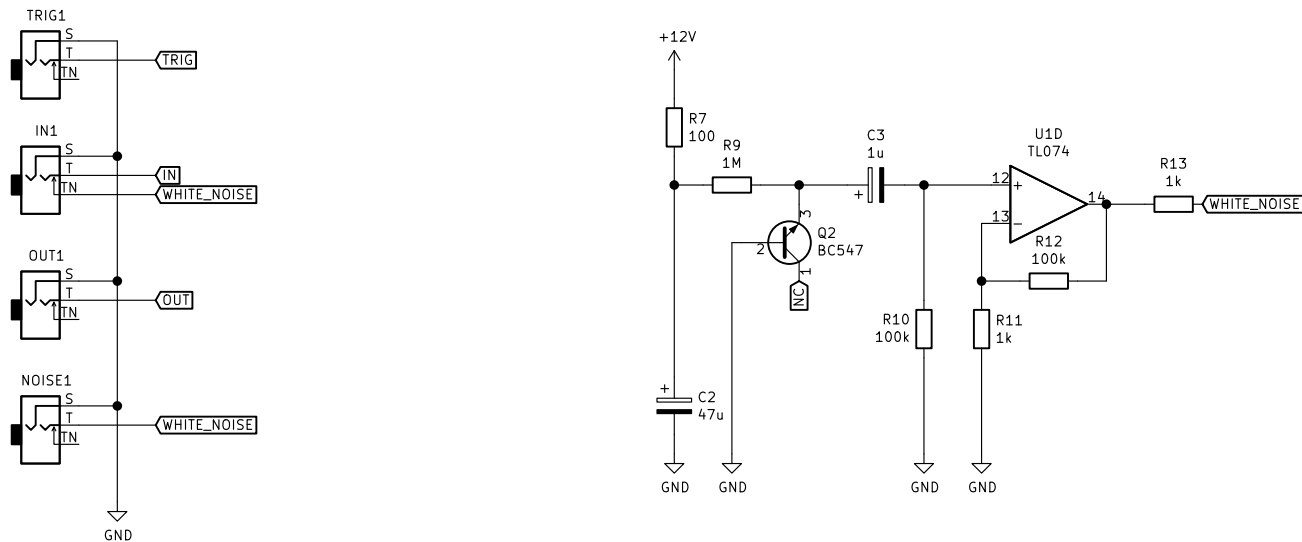 TRIG1
S
T
TN
TRIG
IN1
S
T
TN
IN
WHITE_NOISE
OUT1
S
T
TN
OUT
NOISE1
S
T
TN
WHITE_NOISE
GND
+12V
R7
100
R9
1M
C3
1u
+
3
Q2
BC547
2
1
NC
+
C2
47u
R10
100k
U1D
TL074
12
+
13
-
14
R13
1k
WHITE_NOISE
R12
100k
R11
1k
GND
GND
GND
GND